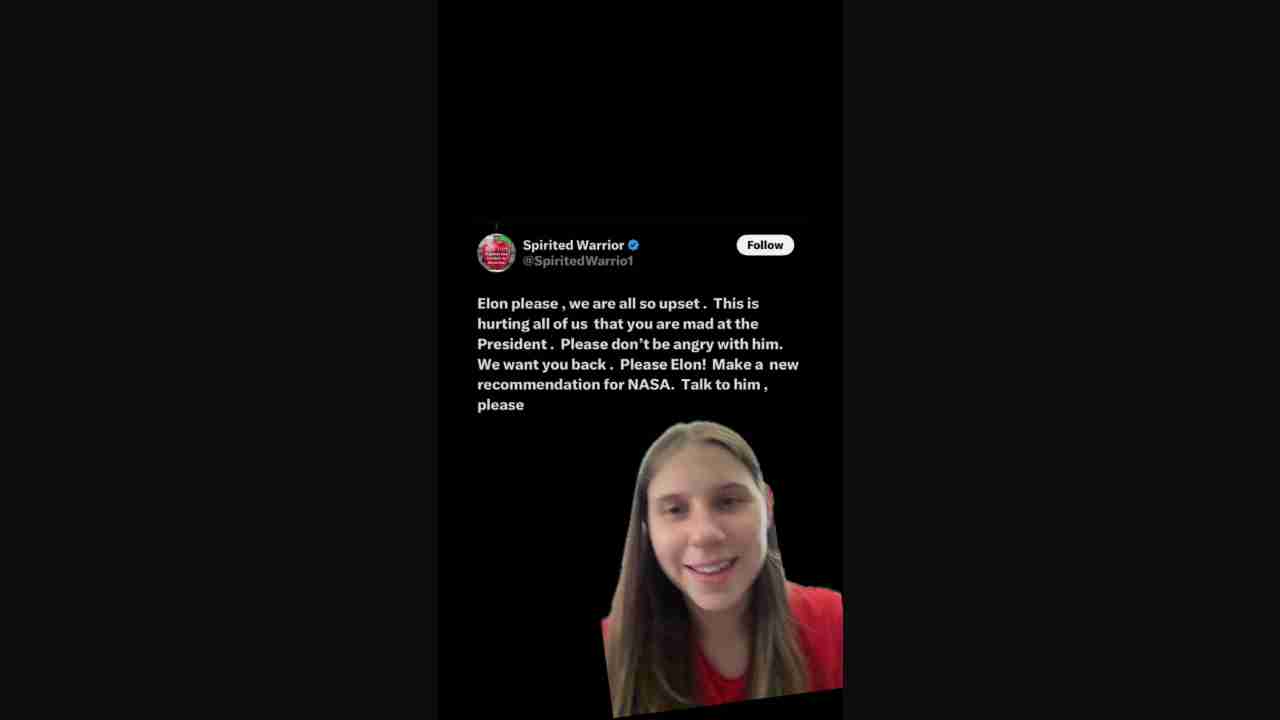 Spirited Warrior
Follow
@SpiritedWarrio1
Elon please , we are all so upset . This is
hurting all of us that you are mad at the
President . Please don't be angry with him.
We want you back . Please Elon! Make a new
recommendation for NASA. Talk to him ,
please